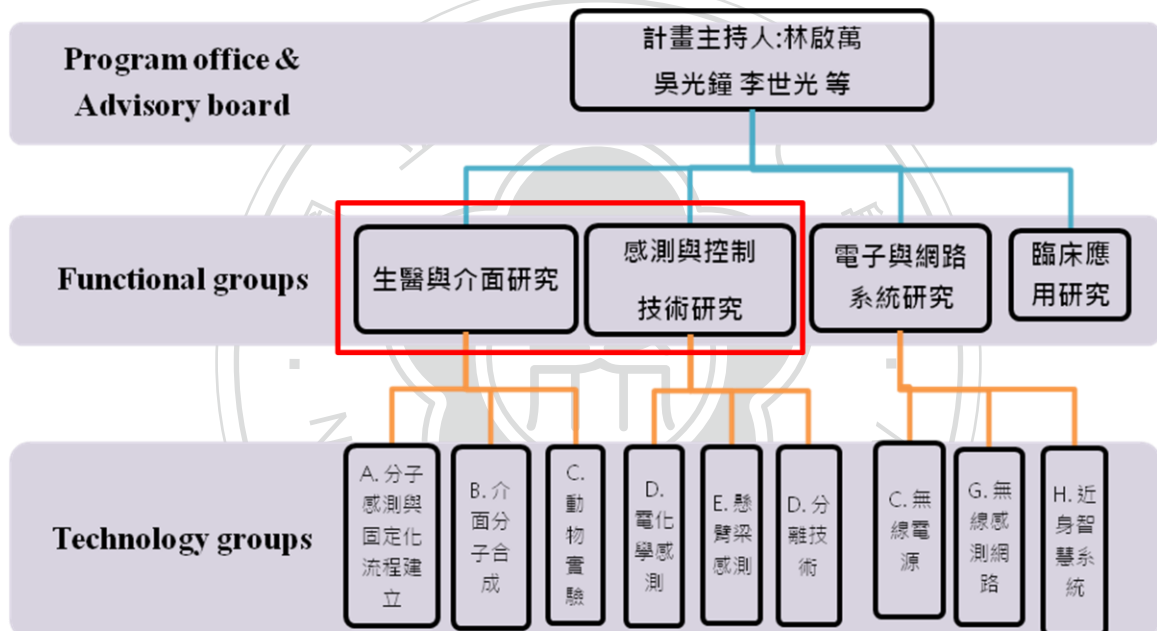 Program office &
Advisory board
計畫主持人:林啟萬
吳光鐘 李世光 等
Functional groups
生醫與介面研究
感測與控制
技術研究
電子與網路
系統研究
臨床應
用研究
Technology groups
A. 分子
感測與
固定化
流程建
立
B. 介
面分
子合
成
C.
動
物
實
驗
D.
電化
學感
測
E. 懸
臂梁
感測
D. 分
離技
術
C. 無
線電
源
G. 無
線感
測網
路
H. 近
身智
慧系
統